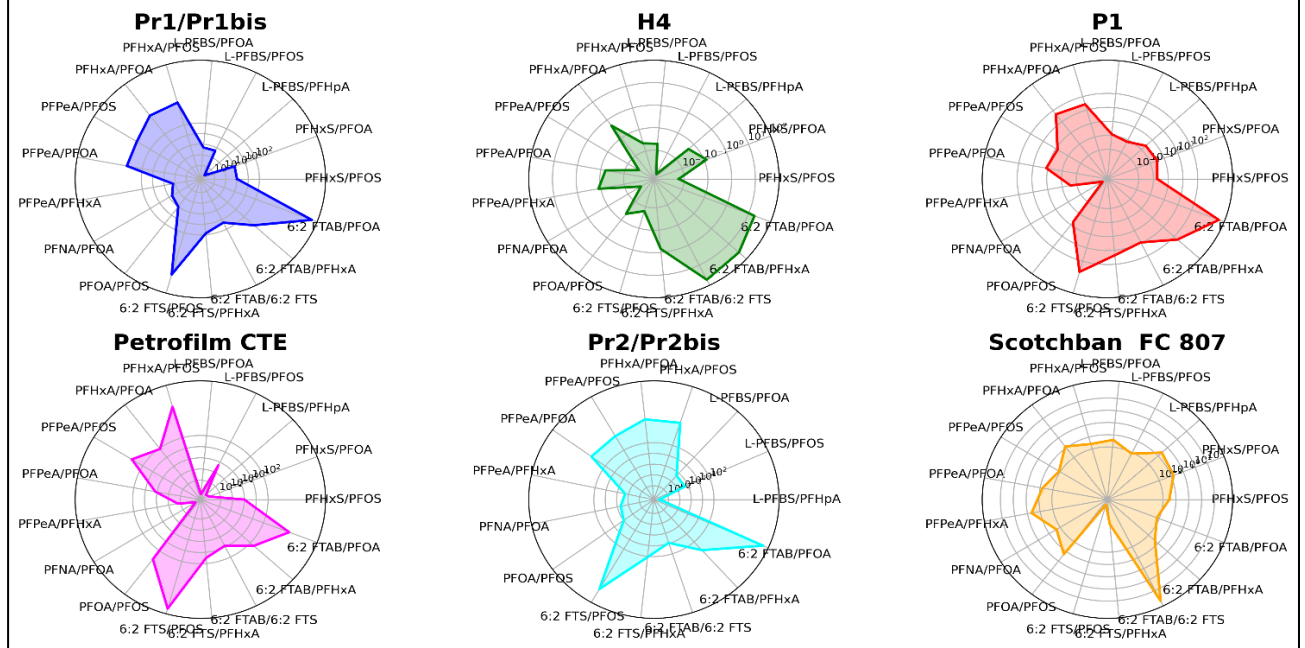 Pr1/Pr1bis
H4
P1
L-PFBS/PFOA
PFHxA/PFOS
L-PFBS/PFOS
PFHxA/PFOA
L-PFBS/PFHpA
PFPeA/PFOS
PFHxS/PFOA
PFPeA/PFOA
PFHxS/PFOS
PFPeA/PFHxA
6:2 FTAB/PFOA
PFNA/PFOA
6:2 FTAB/PFHxA
PFOA/PFOS
6:2 FTAB/6:2 FTS
6:2 FTS/PFOS
6:2 FTS/PFHxA
L-PFBS/PFOA
PFHxA/PFOS
L-PFBS/PFOS
PFHxA/PFOA
L-PFBS/PFHpA
PFPeA/PFOS
PFHxS/PFOA
PFPeA/PFOA
PFHxS/PFOS
PFPeA/PFHxA
6:2 FTAB/PFOA
PFNA/PFOA
6:2 FTAB/PFHxA
PFOA/PFOS
6:2 FTAB/6:2 FTS
6:2 FTS/PFOS
6:2 FTS/PFHxA
L-PFBS/PFOA
PFHxA/PFOS
L-PFBS/PFOS
PFHxA/PFOA
L-PFBS/PFHpA
PFPeA/PFOS
PFHxS/PFOA
PFPeA/PFOA
PFHxS/PFOS
PFPeA/PFHxA
6:2 FTAB/PFOA
PFNA/PFOA
6:2 FTAB/PFHxA
PFOA/PFOS
6:2 FTAB/6:2 FTS
6:2 FTS/PFOS
6:2 FTS/PFHxA
Petrofilm CTE
Pr2/Pr2bis
Scotchban FC 807
L-PFBS/PFOA
PFHxA/PFOS
L-PFBS/PFOS
PFHxA/PFOA
L-PFBS/PFHpA
PFPeA/PFOS
PFHxS/PFOA
PFPeA/PFOA
PFHxS/PFOS
PFPeA/PFHxA
6:2 FTAB/PFOA
PFNA/PFOA
6:2 FTAB/PFHxA
PFOA/PFOS
6:2 FTAB/6:2 FTS
6:2 FTS/PFOS
6:2 FTS/PFHxA
PFHxA/PFOA
PFHxA/PFOS
PFPeA/PFOS
L-PFBS/PFOA
PFPeA/PFOA
L-PFBS/PFOS
PFPeA/PFHxA
L-PFBS/PFHpA
PFNA/PFOA
6:2 FTAB/PFOA
PFOA/PFOS
6:2 FTAB/PFHxA
6:2 FTS/PFOS
6:2 FTAB/6:2 FTS
6:2 FTS/PFHxA
L-PFBS/PFOA
PFHxA/PFOS
L-PFBS/PFOS
PFHxA/PFOA
L-PFBS/PFHpA
PFPeA/PFOS
PFHxS/PFOA
PFPeA/PFOA
PFHxS/PFOS
PFPeA/PFHxA
6:2 FTAB/PFOA
PFNA/PFOA
6:2 FTAB/PFHxA
PFOA/PFOS
6:2 FTAB/6:2 FTS
6:2 FTS/PFOS
6:2 FTS/PFHxA